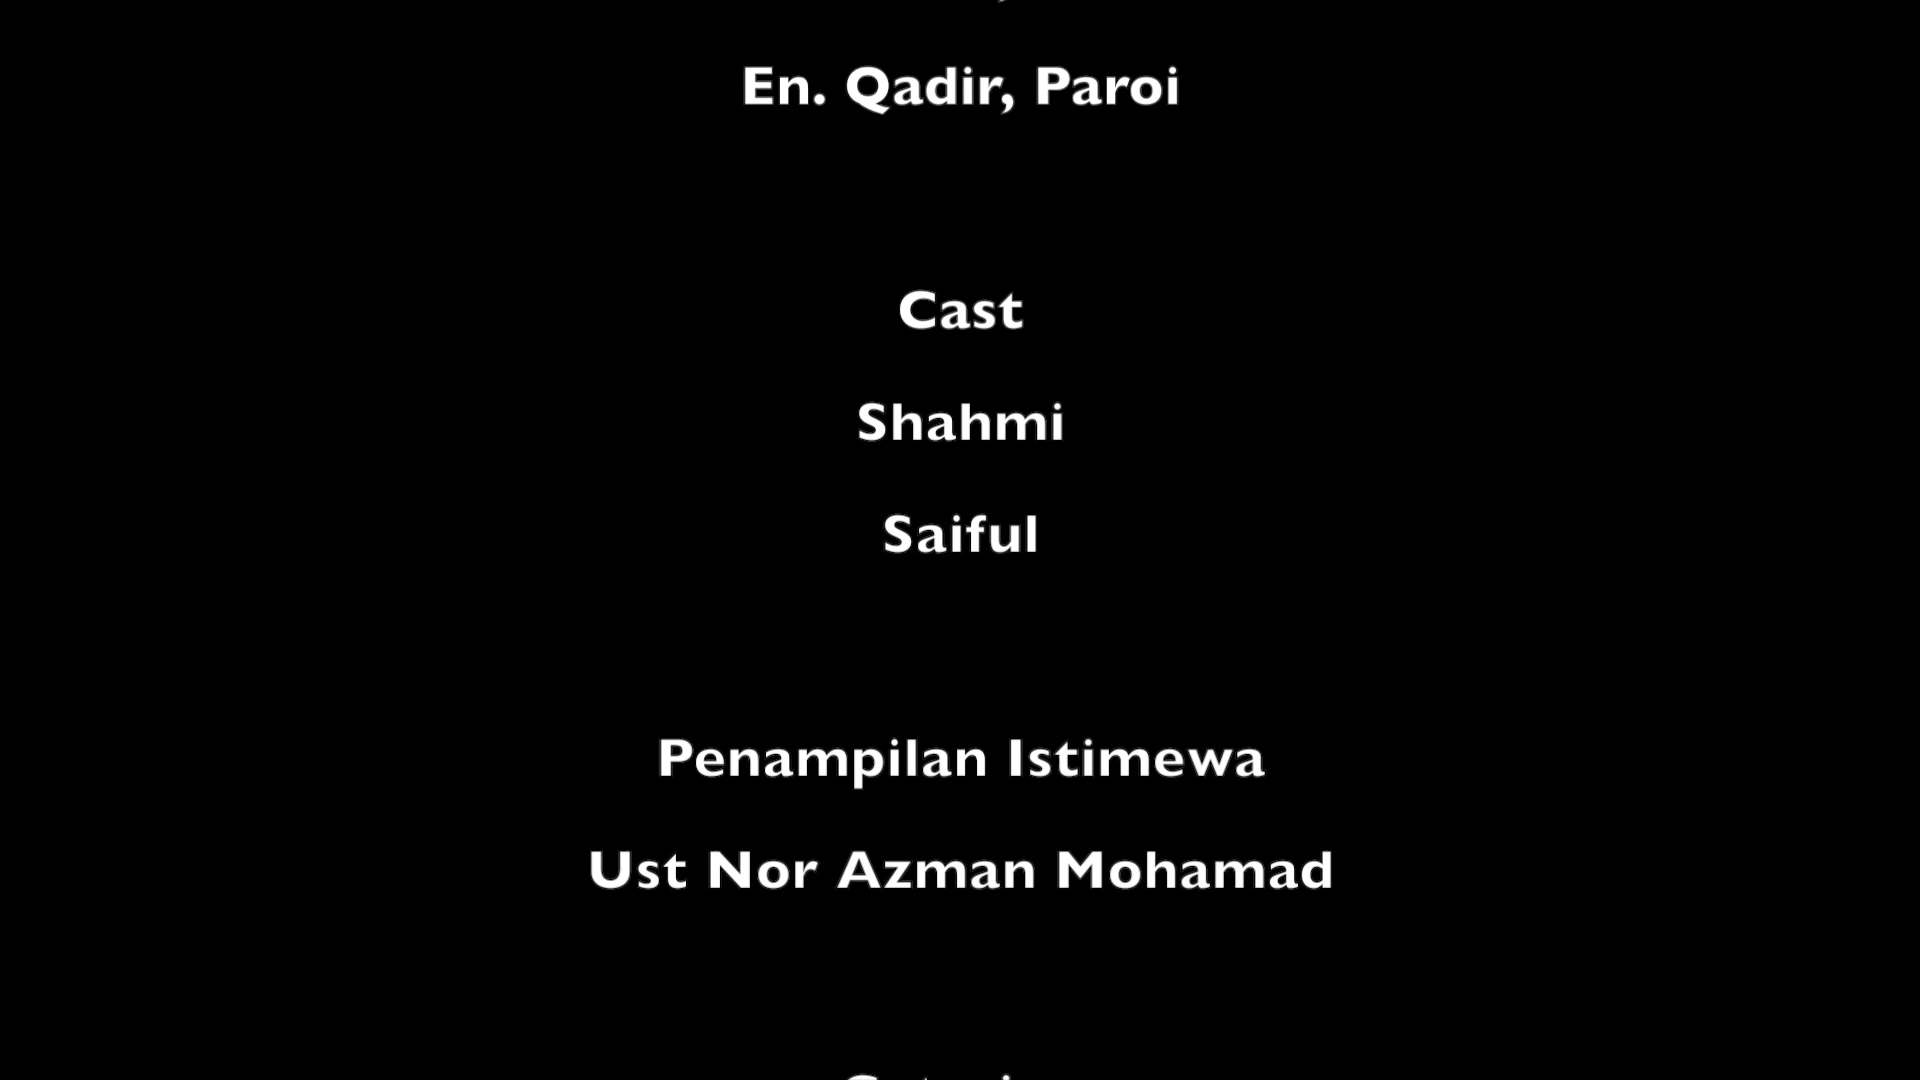 En. Qadir, Paroi
Cast
Shahmi
Saiful
Penampilan Istimewa
Ust Nor Azman Mohamad